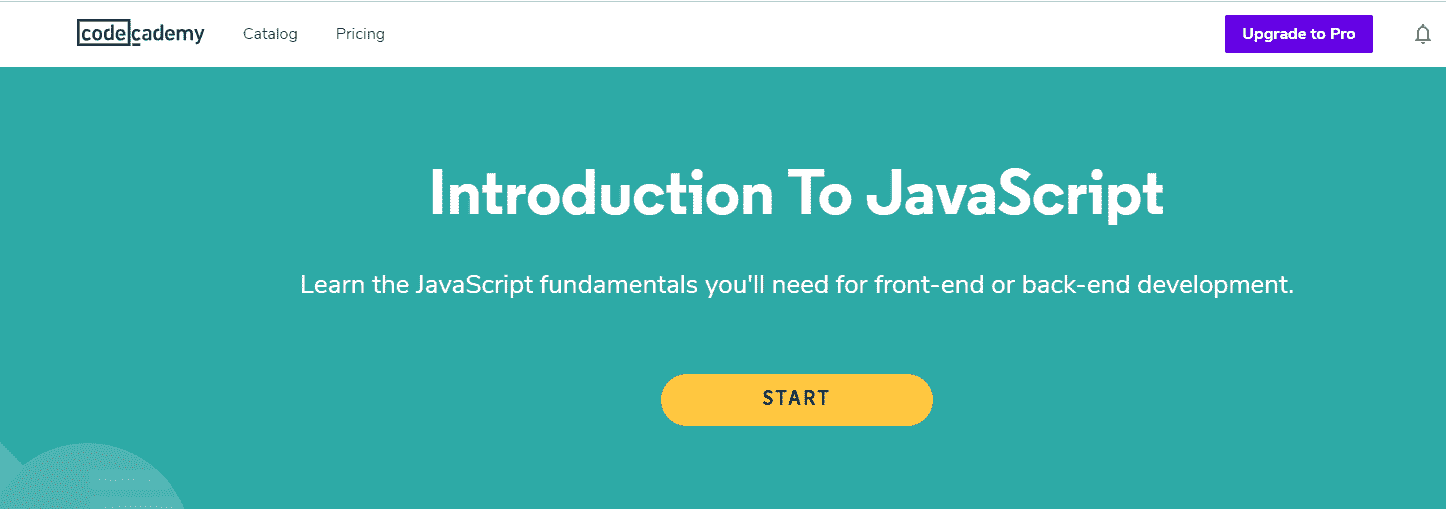 codecademy Catalog Pricing Upgrade to Pro
Introduction To JavaScript
Learn the JavaScript fundamentals you'll need for front-end or back-end development.
START